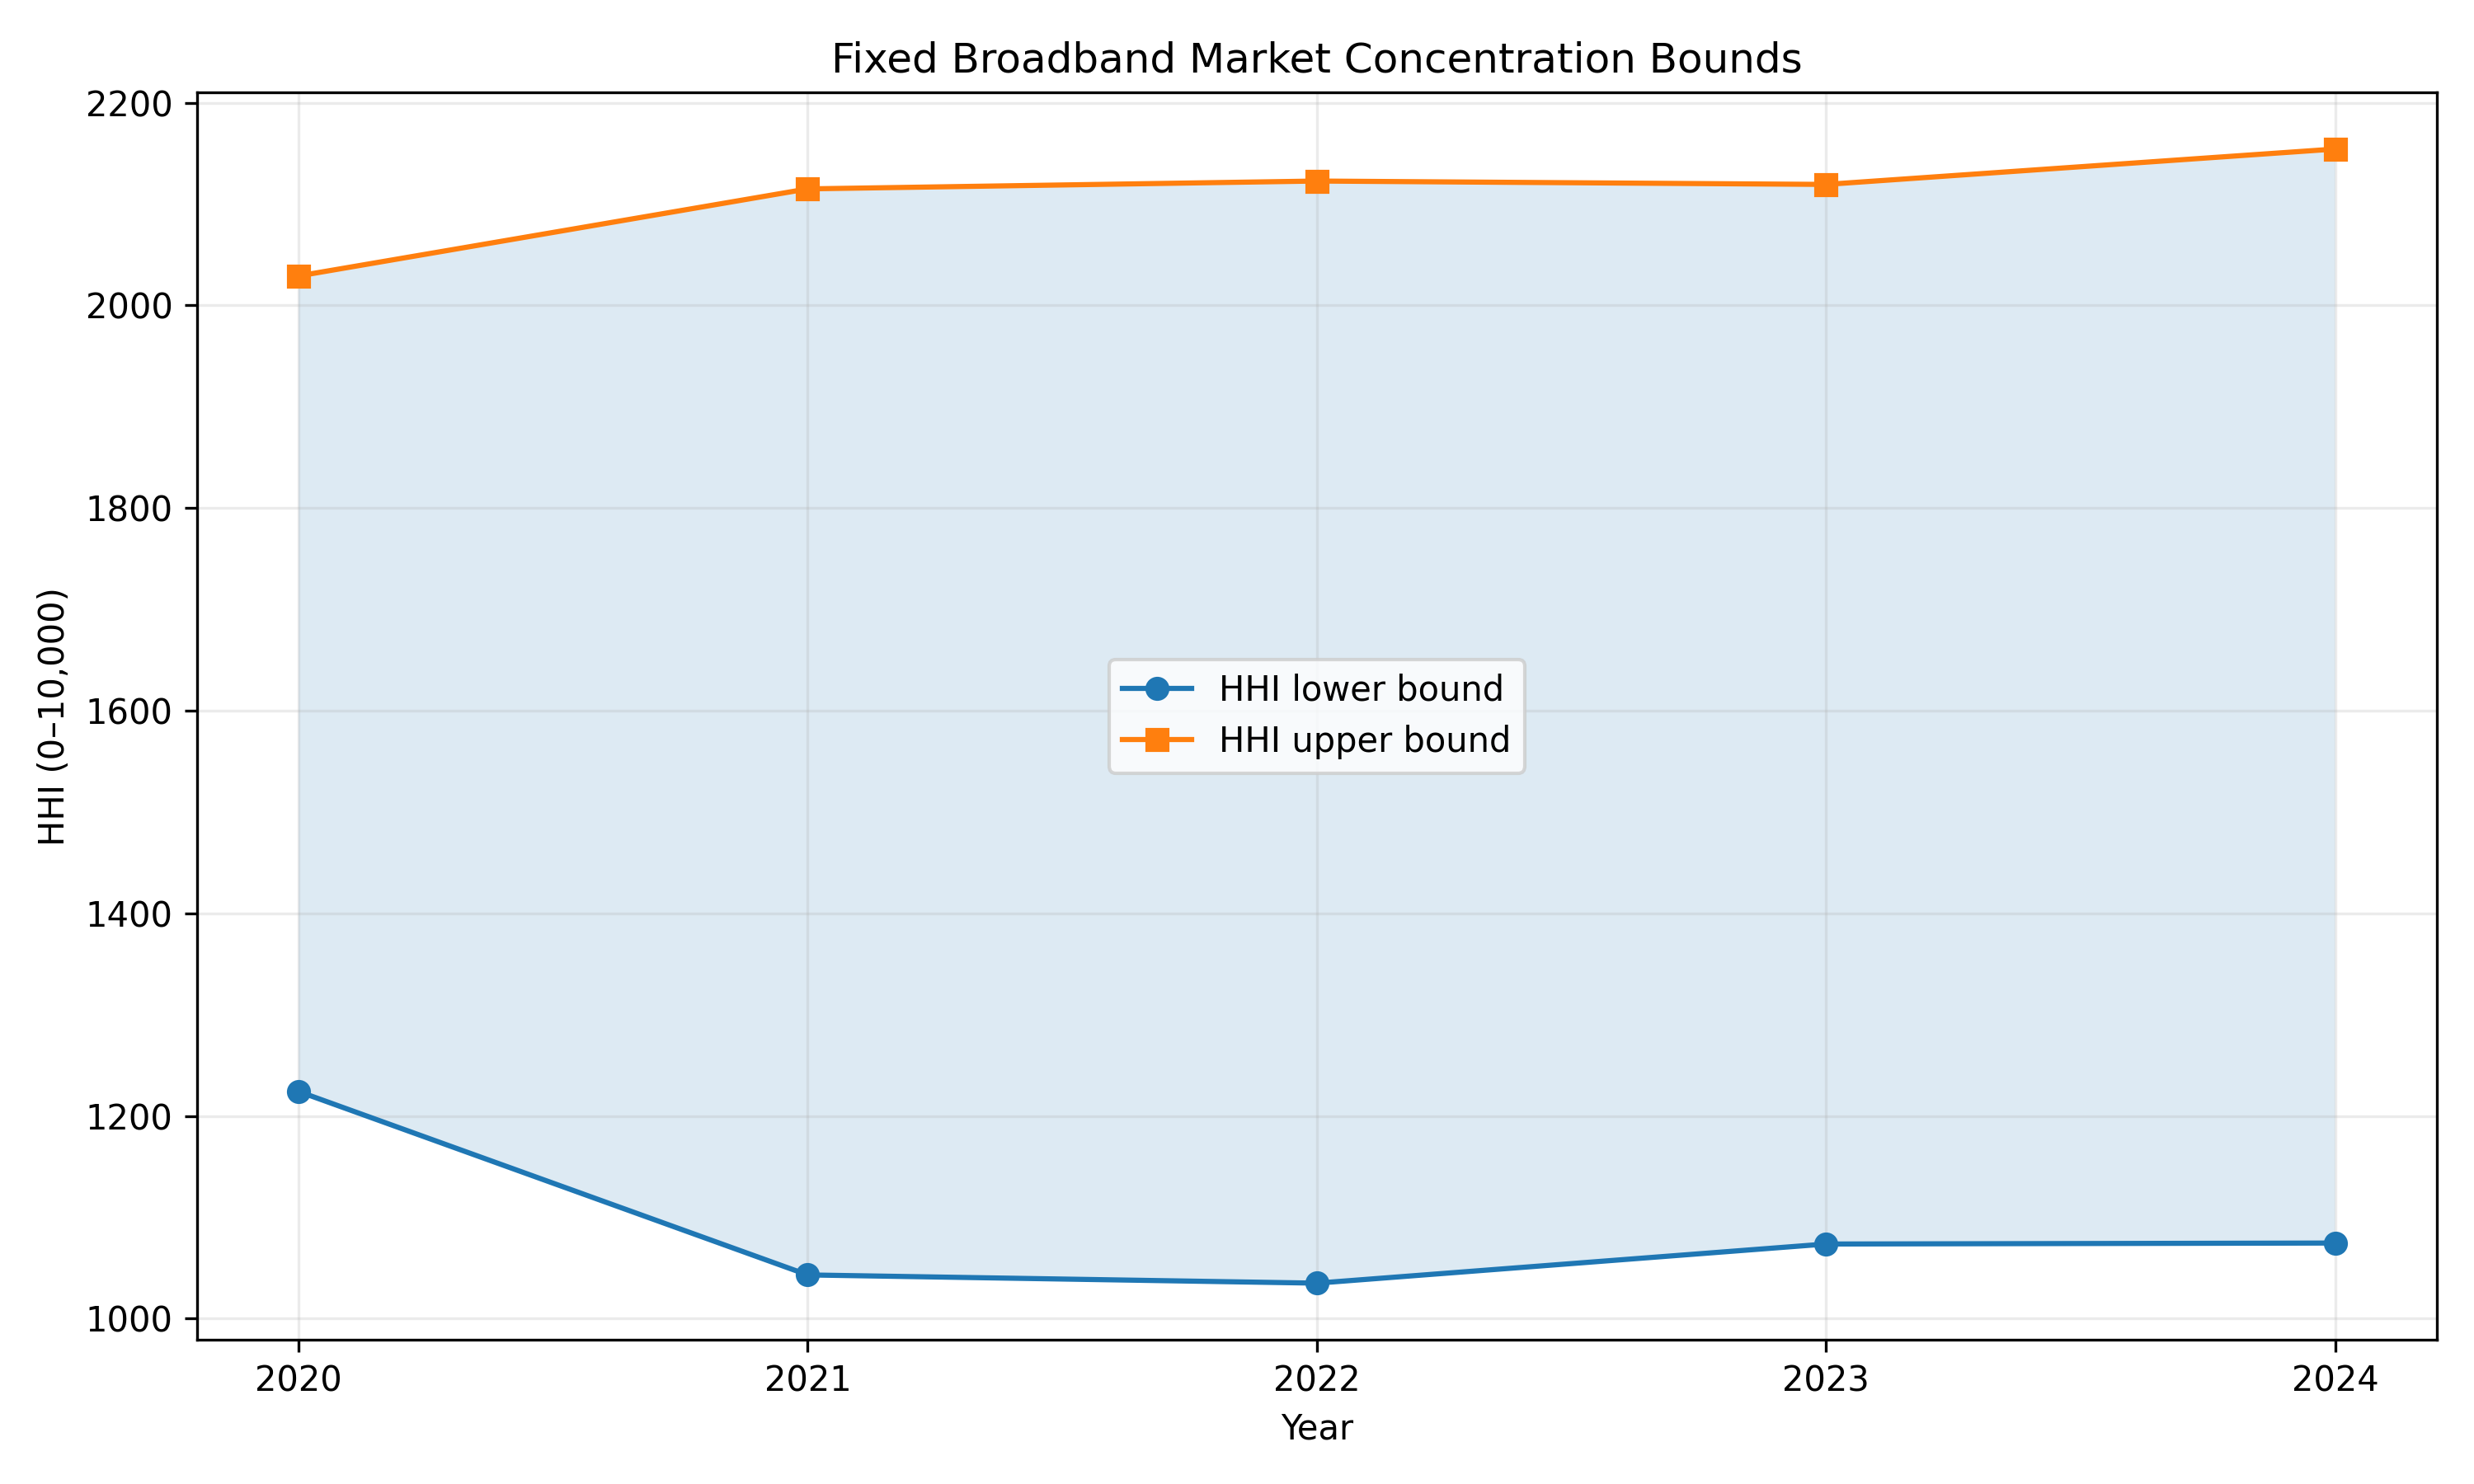 Fixed Broadband Market Concentration Bounds
HHI (0–10,000)
2200
2000
1800
1600
1400
1200
1000
HHI lower bound
HHI upper bound
2020 2021 2022 2023 2024
Year